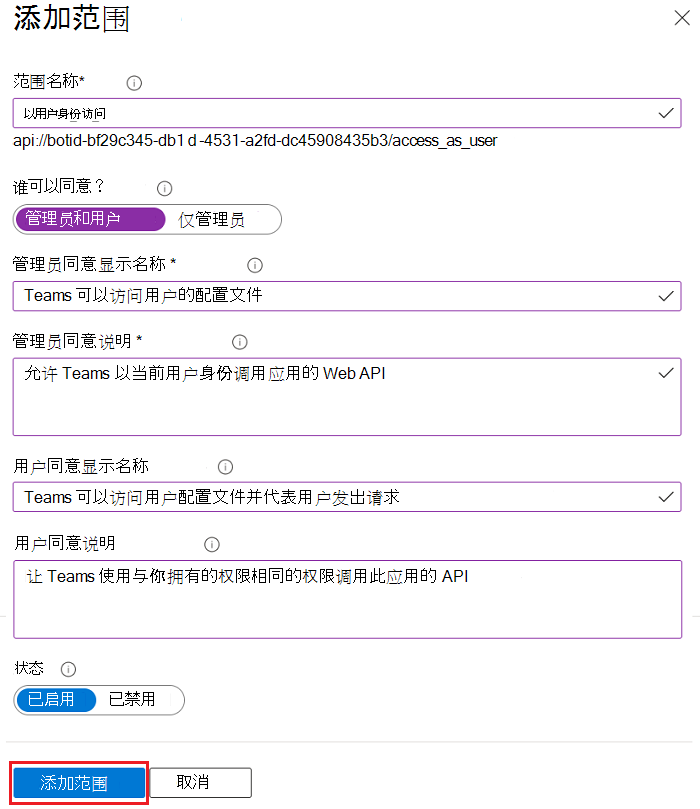 添加范围
范围名称*
以用户身份访问
api://botid-bf29c345-db1 d -4531-a2fd-dc45908435b3/access_as_user
谁可以同意？
管理员和用户 仅管理员
管理员同意显示名称 *
Teams 可以访问用户的配置文件
管理员同意说明 *
允许 Teams 以当前用户身份调用应用的 Web API
用户同意显示名称
Teams 可以访问用户配置文件并代表用户发出请求
用户同意说明
让 Teams 使用与你拥有的权限相同的权限调用此应用的 API
状态
已启用 已禁用
添加范围 取消